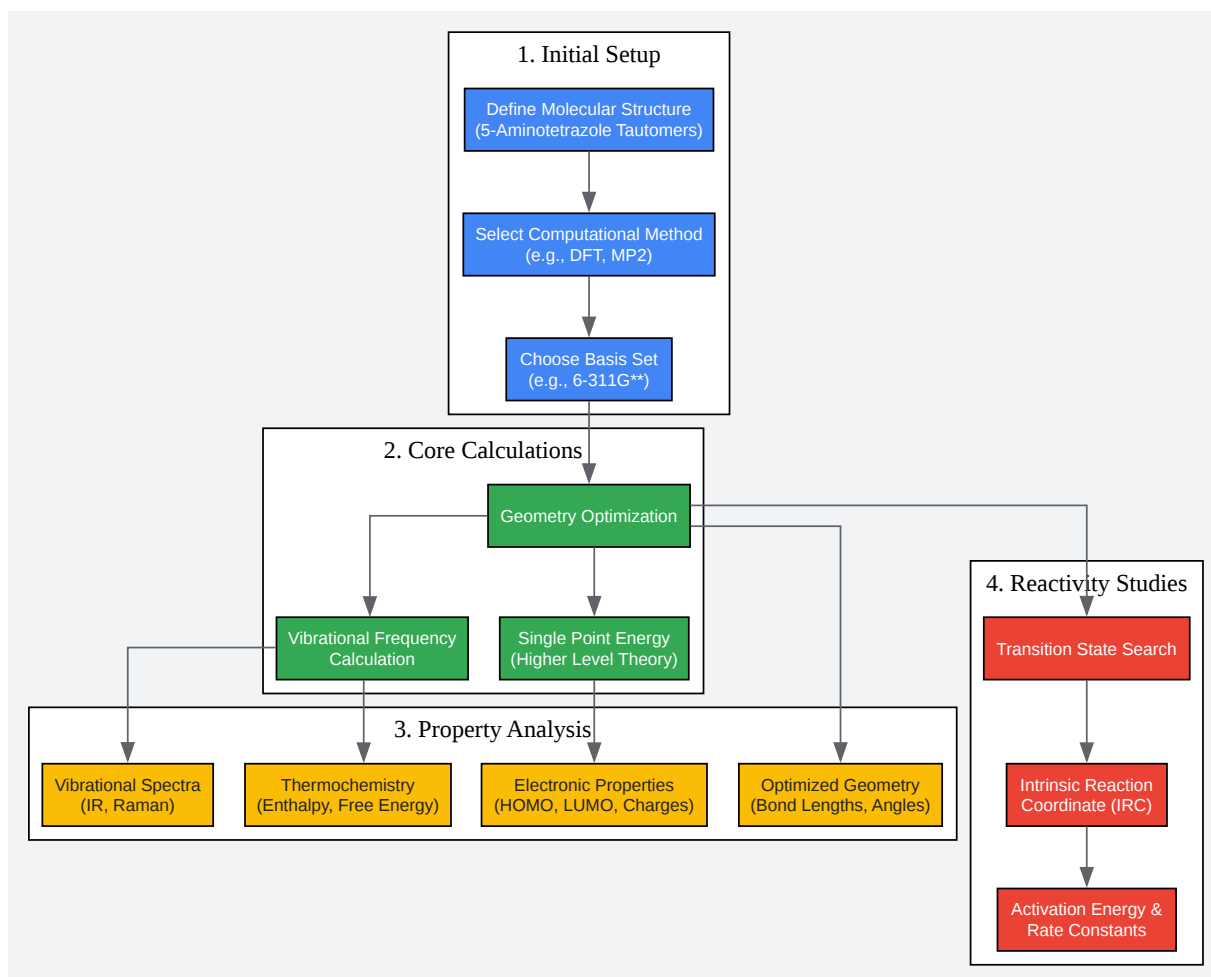 1. Initial Setup
Define Molecular Structure
(5-Aminotetrazole Tautomers)
Select Computational Method
(e.g., DFT, MP2)
Choose Basis Set
(e.g., 6-311G**)
2. Core Calculations
Geometry Optimization
Vibrational Frequency
Calculation
Single Point Energy
(Higher Level Theory)
3. Property Analysis
Vibrational Spectra
(IR, Raman)
Thermochemistry
(Enthalpy, Free Energy)
Electronic Properties
(HOMO, LUMO, Charges)
Optimized Geometry
(Bond Lengths, Angles)
4. Reactivity Studies
Transition State Search
Intrinsic Reaction
Coordinate (IRC)
Activation Energy &
Rate Constants